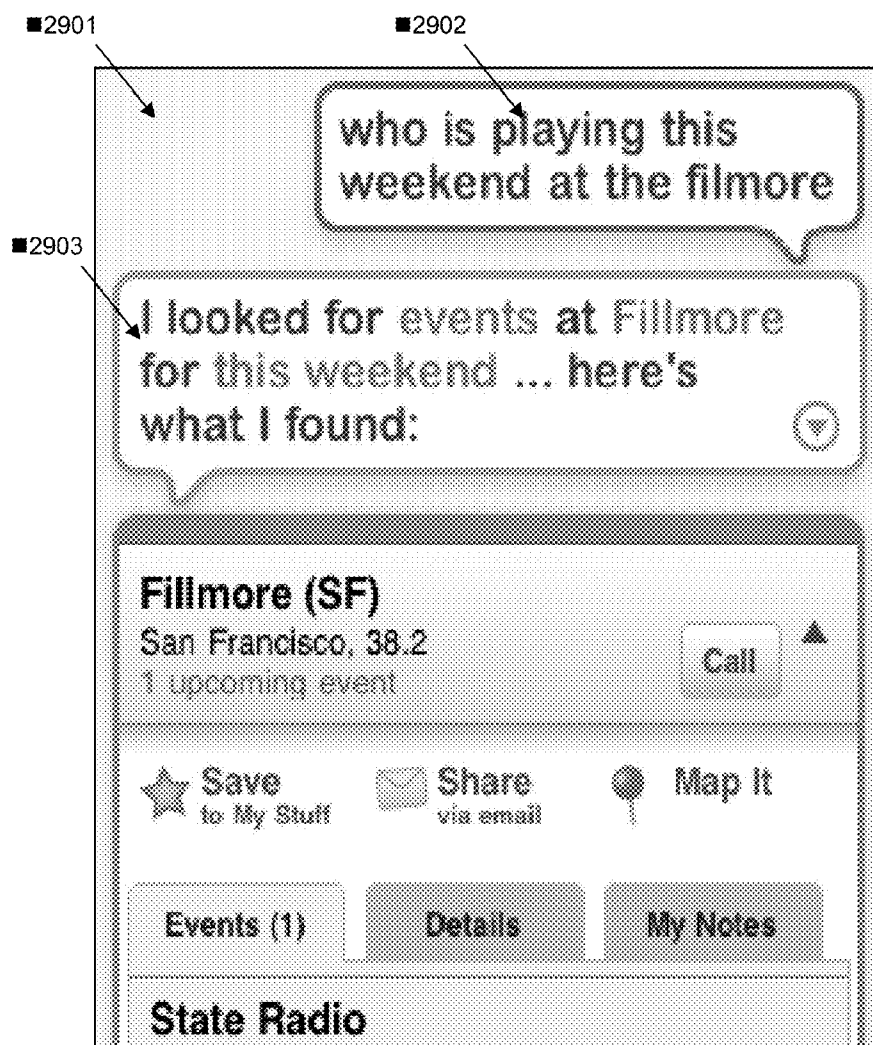 ■2901
■2902
who is playing this
weekend at the filmore
■2903
I looked for events at Fillmore
for this weekend ... here's
what I found:
Fillmore (SF)
San Francisco, 38.2
1 upcoming event
Call
Save
to My Stuff
Share
via email
Map It
Events (1)
Details
My Notes
State Radio